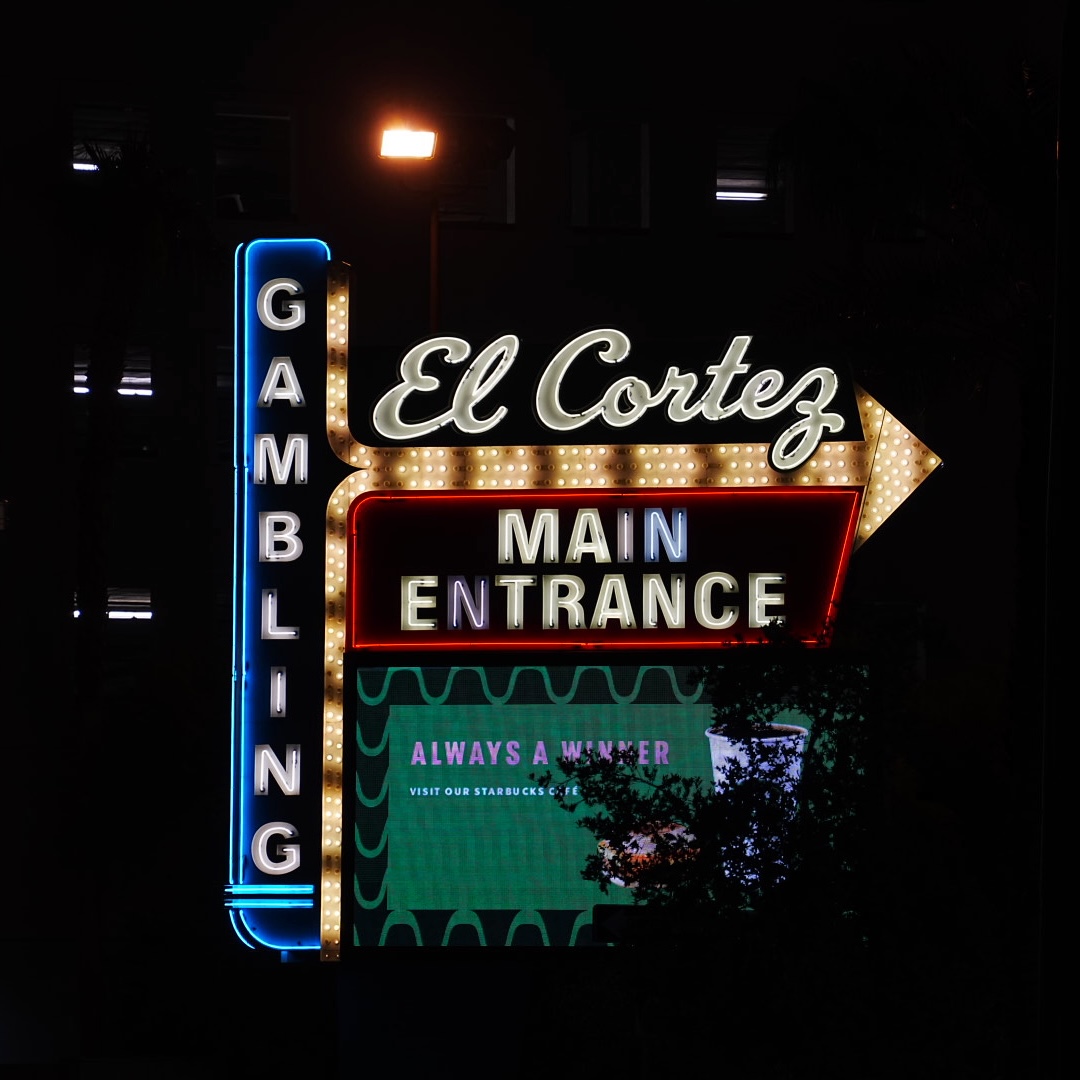 GAMBLING
El Cortez
MAIN
ENTRANCE
ALWAYS A WINNER
VISIT OUR STARBUCKS CAFÉ